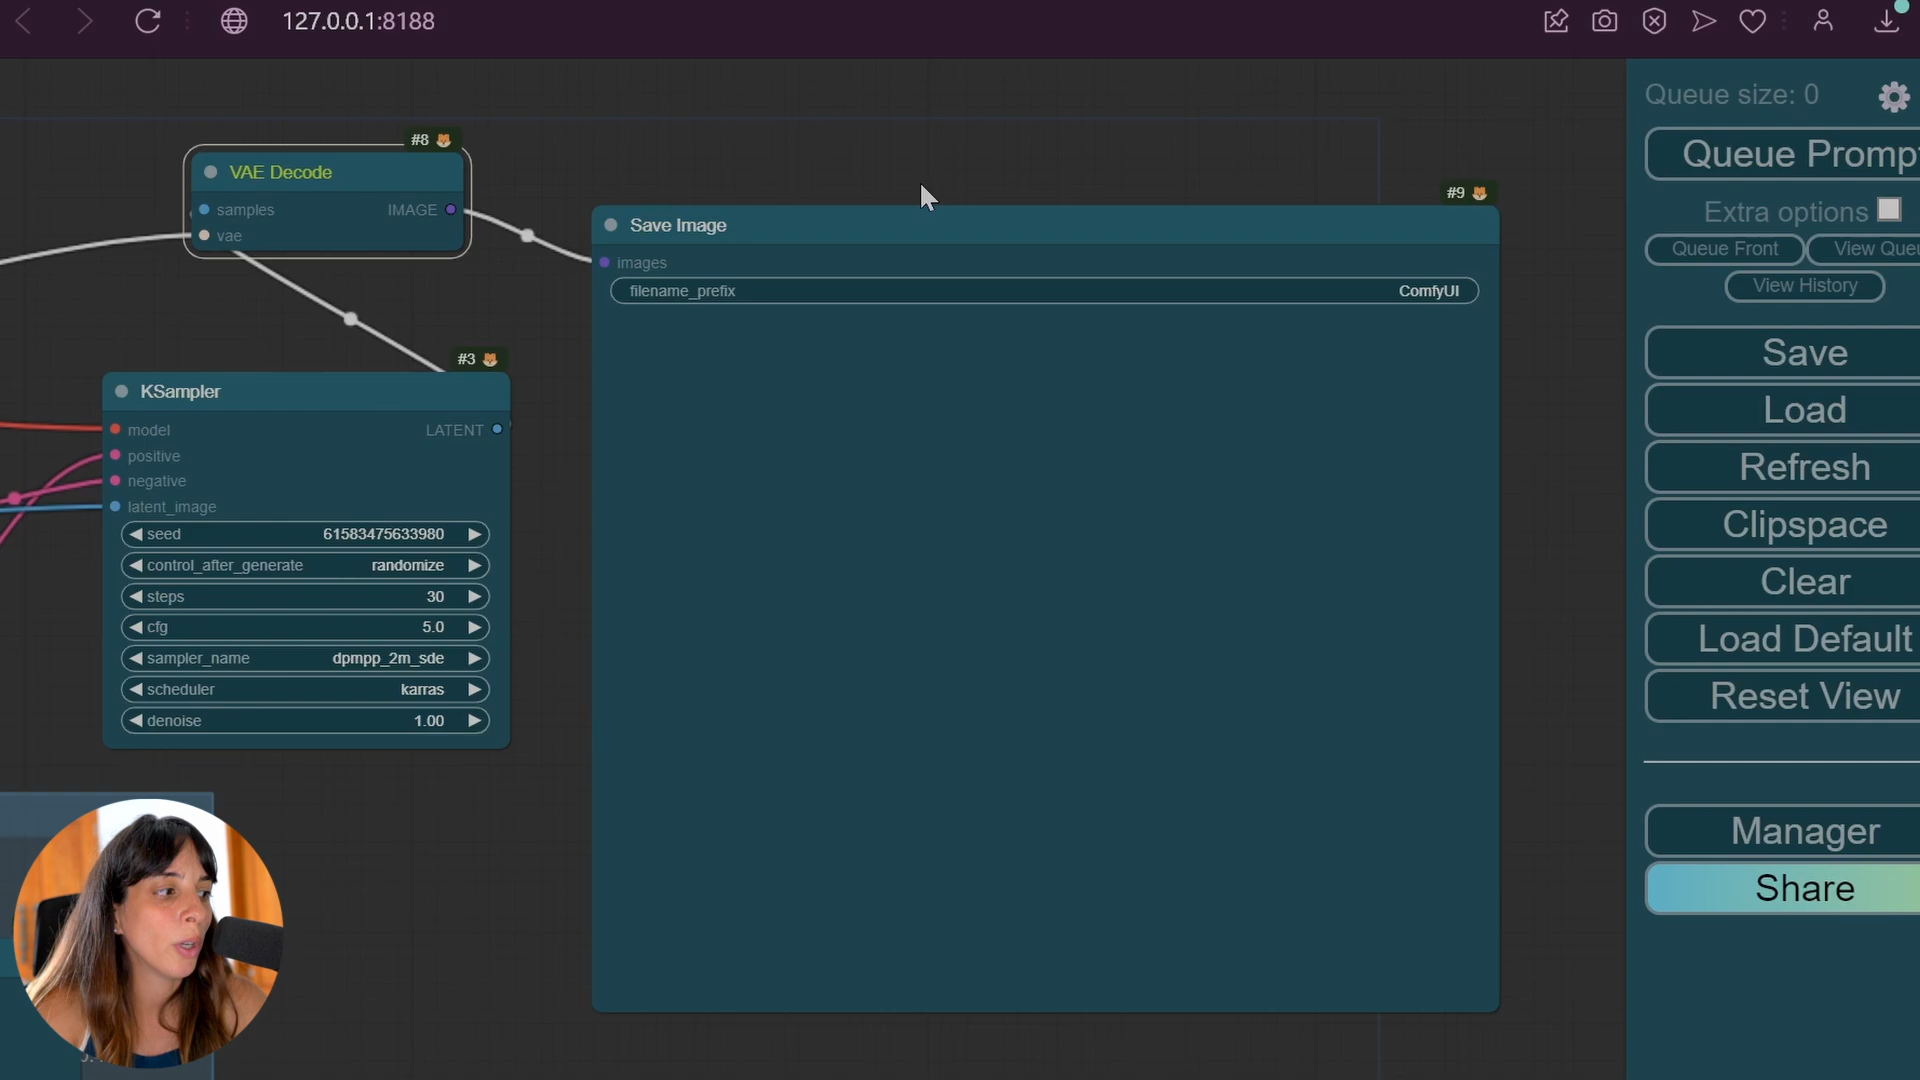 127.0.0.1:8188
#8
VAE Decode
samples IMAGE
vae
#9
Save Image
images
filename_prefix ComfyUI
#3
KSampler
model LATENT
positive
negative
latent_image
seed 61583475633980
control_after_generate randomize
steps 30
cfg 5.0
sampler_name dpmpp_2m_sde
scheduler karras
denoise 1.00
Queue size: 0
Queue Prompt
Extra options
Queue Front View Queu
View History
Save
Load
Refresh
Clipspace
Clear
Load Default
Reset View
Manager
Share